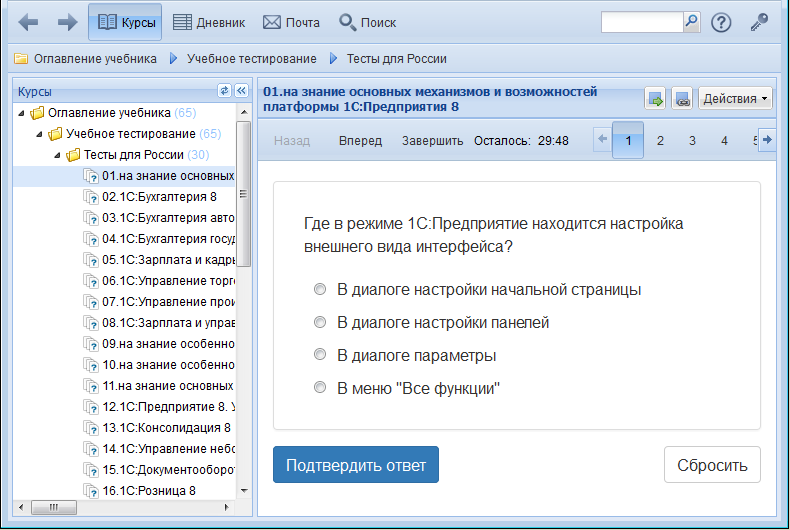 Курсы Дневник Почта Поиск
Оглавление учебника Учебное тестирование Тесты для России
Курсы
Оглавление учебника (65)
Учебное тестирование (65)
Тесты для России (30)
01.на знание основных
02.1С:Бухгалтерия 8
03.1С:Бухгалтерия авто
04.1С:Бухгалтерия госуд
05.1С:Зарплата и кадры
06.1С:Управление торго
07.1С:Управление прои
08.1С:Зарплата и управ
09.на знание особенно
10.на знание особенно
11.на знание основных
12.1С:Предприятие 8. У
13.1С:Консолидация 8
14.1С:Управление небо
15.1С:Документооборот
16.1С:Розница 8
01.на знание основных механизмов и возможностей
платформы 1С:Предприятия 8
Действия
Назад Вперед Завершить Осталось: 29:48 1 2 3 4 5
Где в режиме 1С:Предприятие находится настройка
внешнего вида интерфейса?
В диалоге настройки начальной страницы
В диалоге настройки панелей
В диалоге параметры
В меню "Все функции"
Подтвердить ответ Сбросить